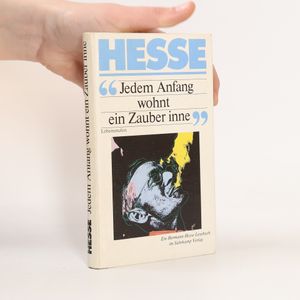 HESSE
“Jedem Anfang
wohnt
ein Zauber inne”
Lebensstufen
Ein Hermann-Hesse-Lesebuch
im Suhrkamp Verlag
HESSE Jedem Anfang wohnt ein Zauber inne